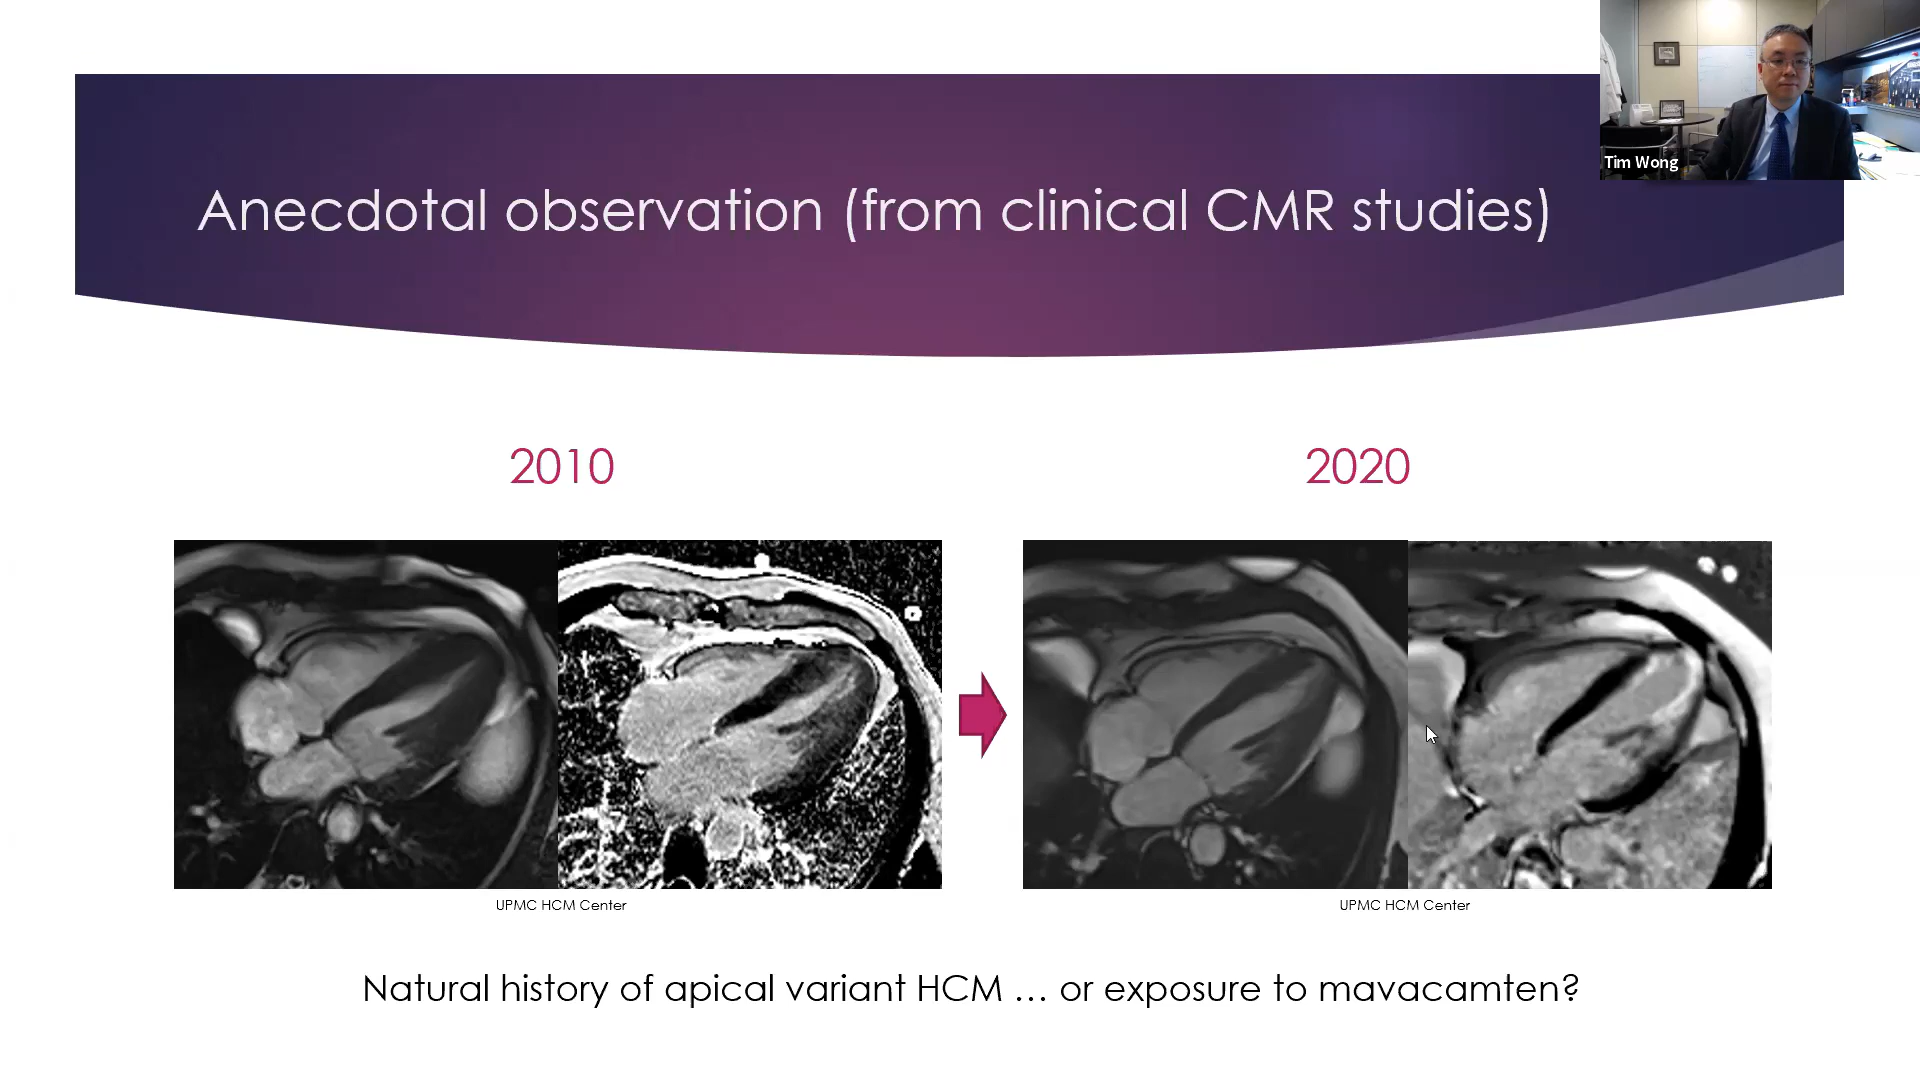 Tim Wong
Anecdotal observation (from clinical CMR studies)
2010
2020
UPMC HCM Center
UPMC HCM Center
Natural history of apical variant HCM … or exposure to mavacamten?